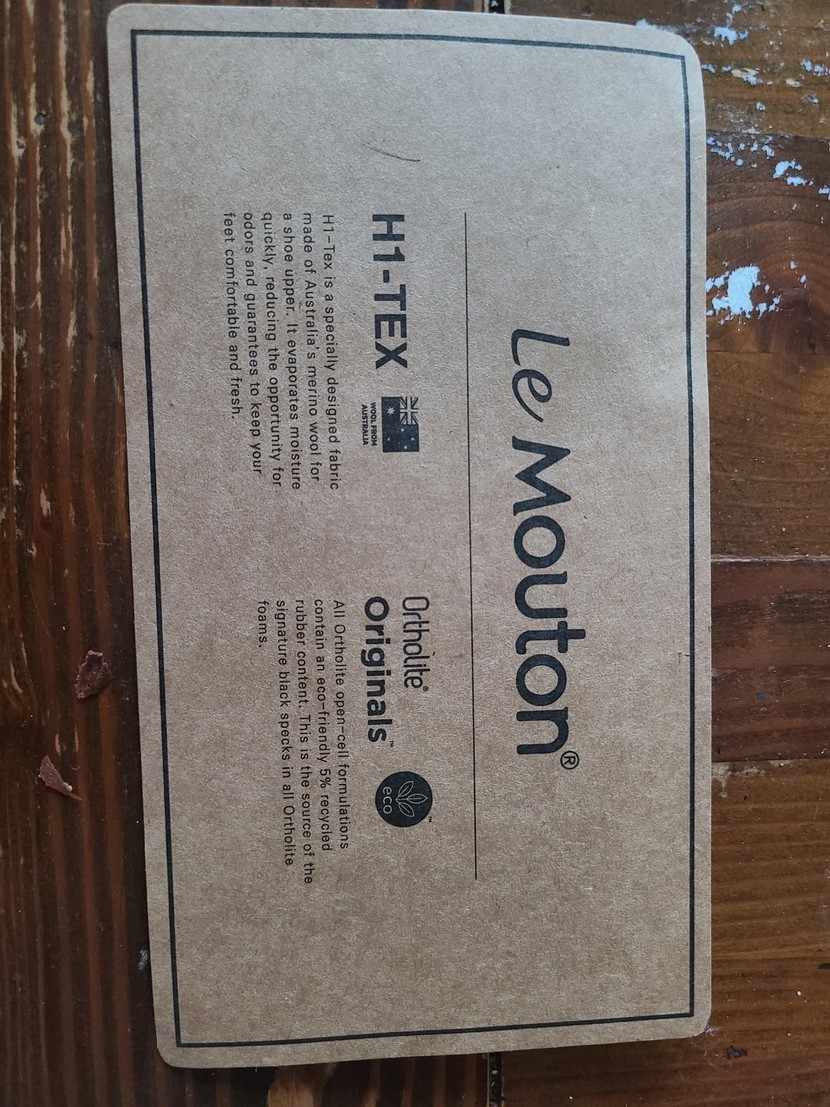 Le Mouton®
H1-TEX
WOOL FROM
AUSTRALIA
H1-Tex is a specially designed fabric
made of Australia's merino wool for
a shoe upper. It evaporates moisture
quickly, reducing the opportunity for
odors and guarantees to keep your
feet comfortable and fresh.
Ortholite®
Originals™
eco™
All Ortholite open-cell formulations
contain an eco-friendly 5% recycled
rubber content. This is the source of the
signature black specks in all Ortholite
foams.